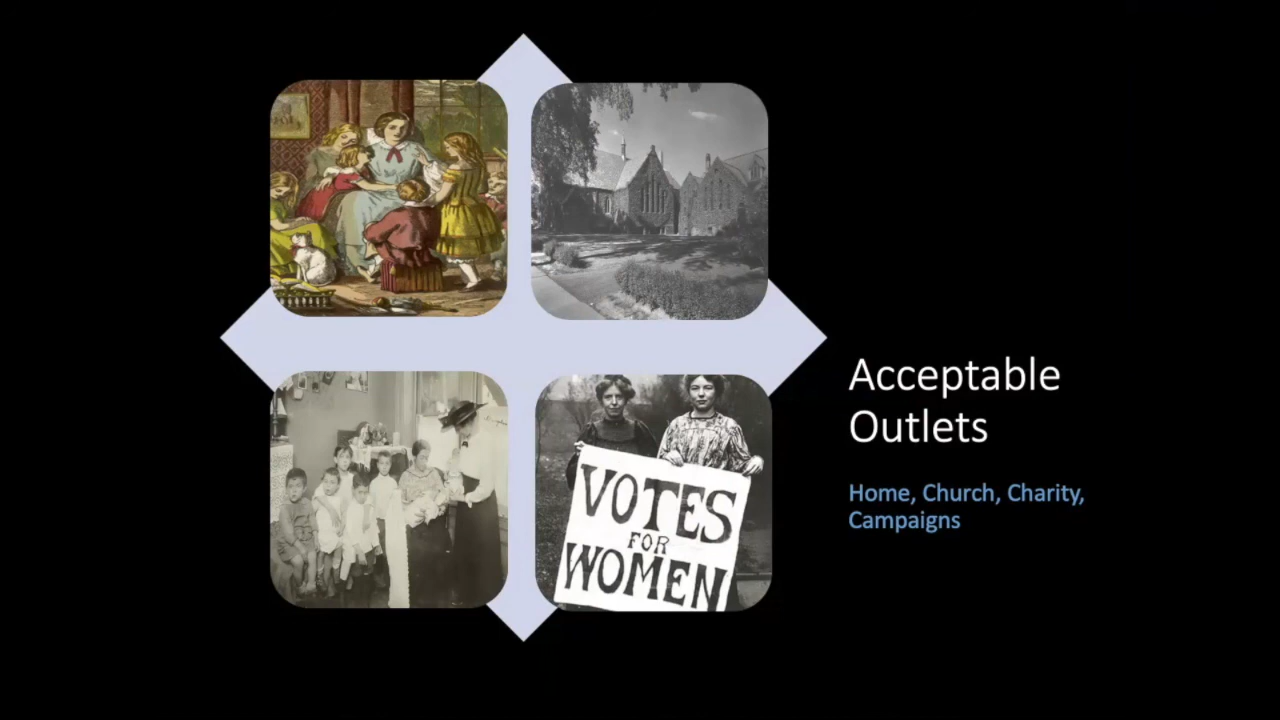 Acceptable
Outlets
Home, Church, Charity,
Campaigns
VOTES
FOR
WOMEN